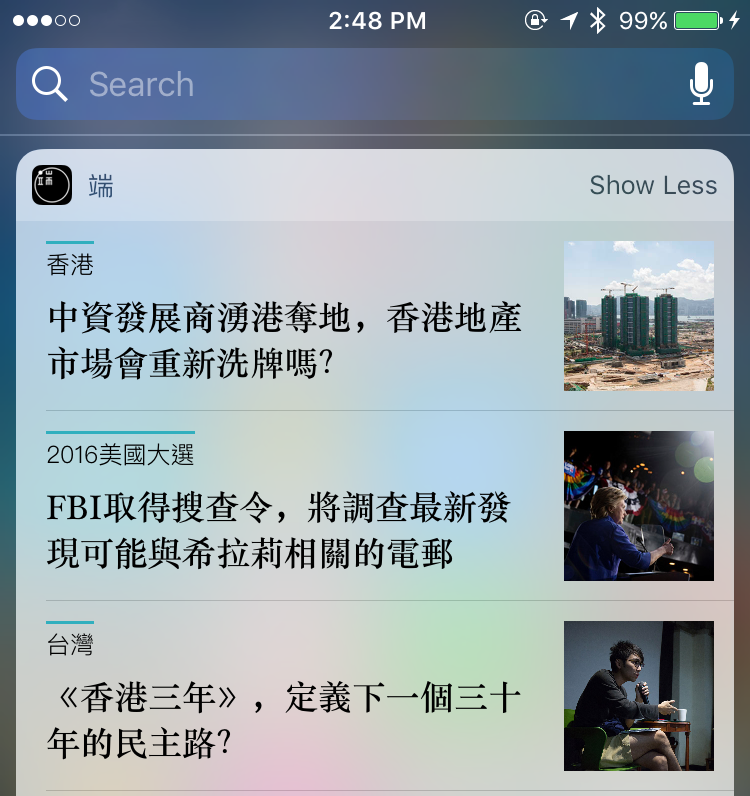 2:48 PM
99%
Search
端
端
Show Less
香港
中資發展商湧港奪地，香港地產
市場會重新洗牌嗎？
2016美國大選
FBI取得搜查令，將調查最新發
現可能與希拉莉相關的電郵
台灣
《香港三年》，定義下一個三十
年的民主路？